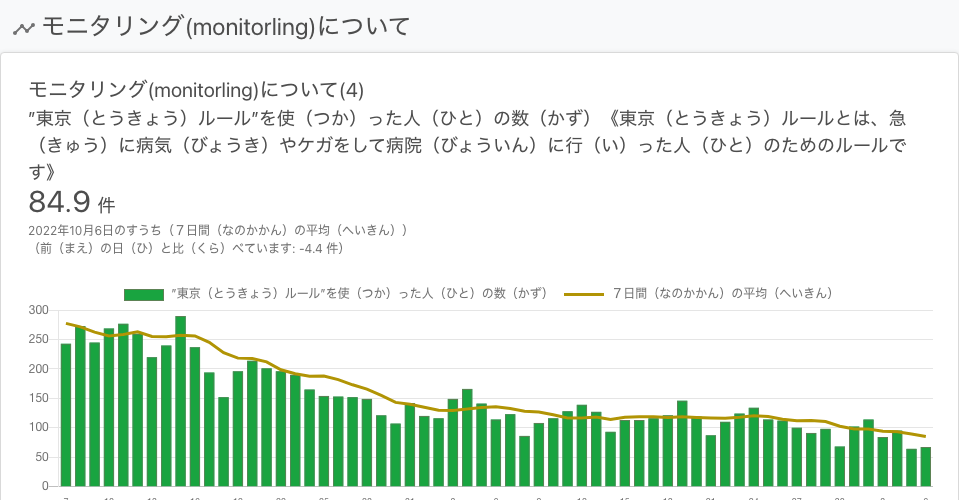 モニタリング(monitorling)について
モニタリング(monitorling)について(4)
”東京（とうきょう）ルール”を使（つか）った人（ひと）の数（かず）《東京（とうきょう）ルールとは、急
（きゅう）に病気（びょうき）やケガをして病院（びょういん）に行（い）った人（ひと）のためのルールで
す》
84.9 件
2022年10月6日のすうち（７日間（なのかかん）の平均（へいきん））
（前（まえ）の日（ひ）と比（くら）べています: -4.4 件）
”東京（とうきょう）ルール”を使（つか）った人（ひと）の数（かず）
７日間（なのかかん）の平均（へいきん）
300
250
200
150
100
50
0